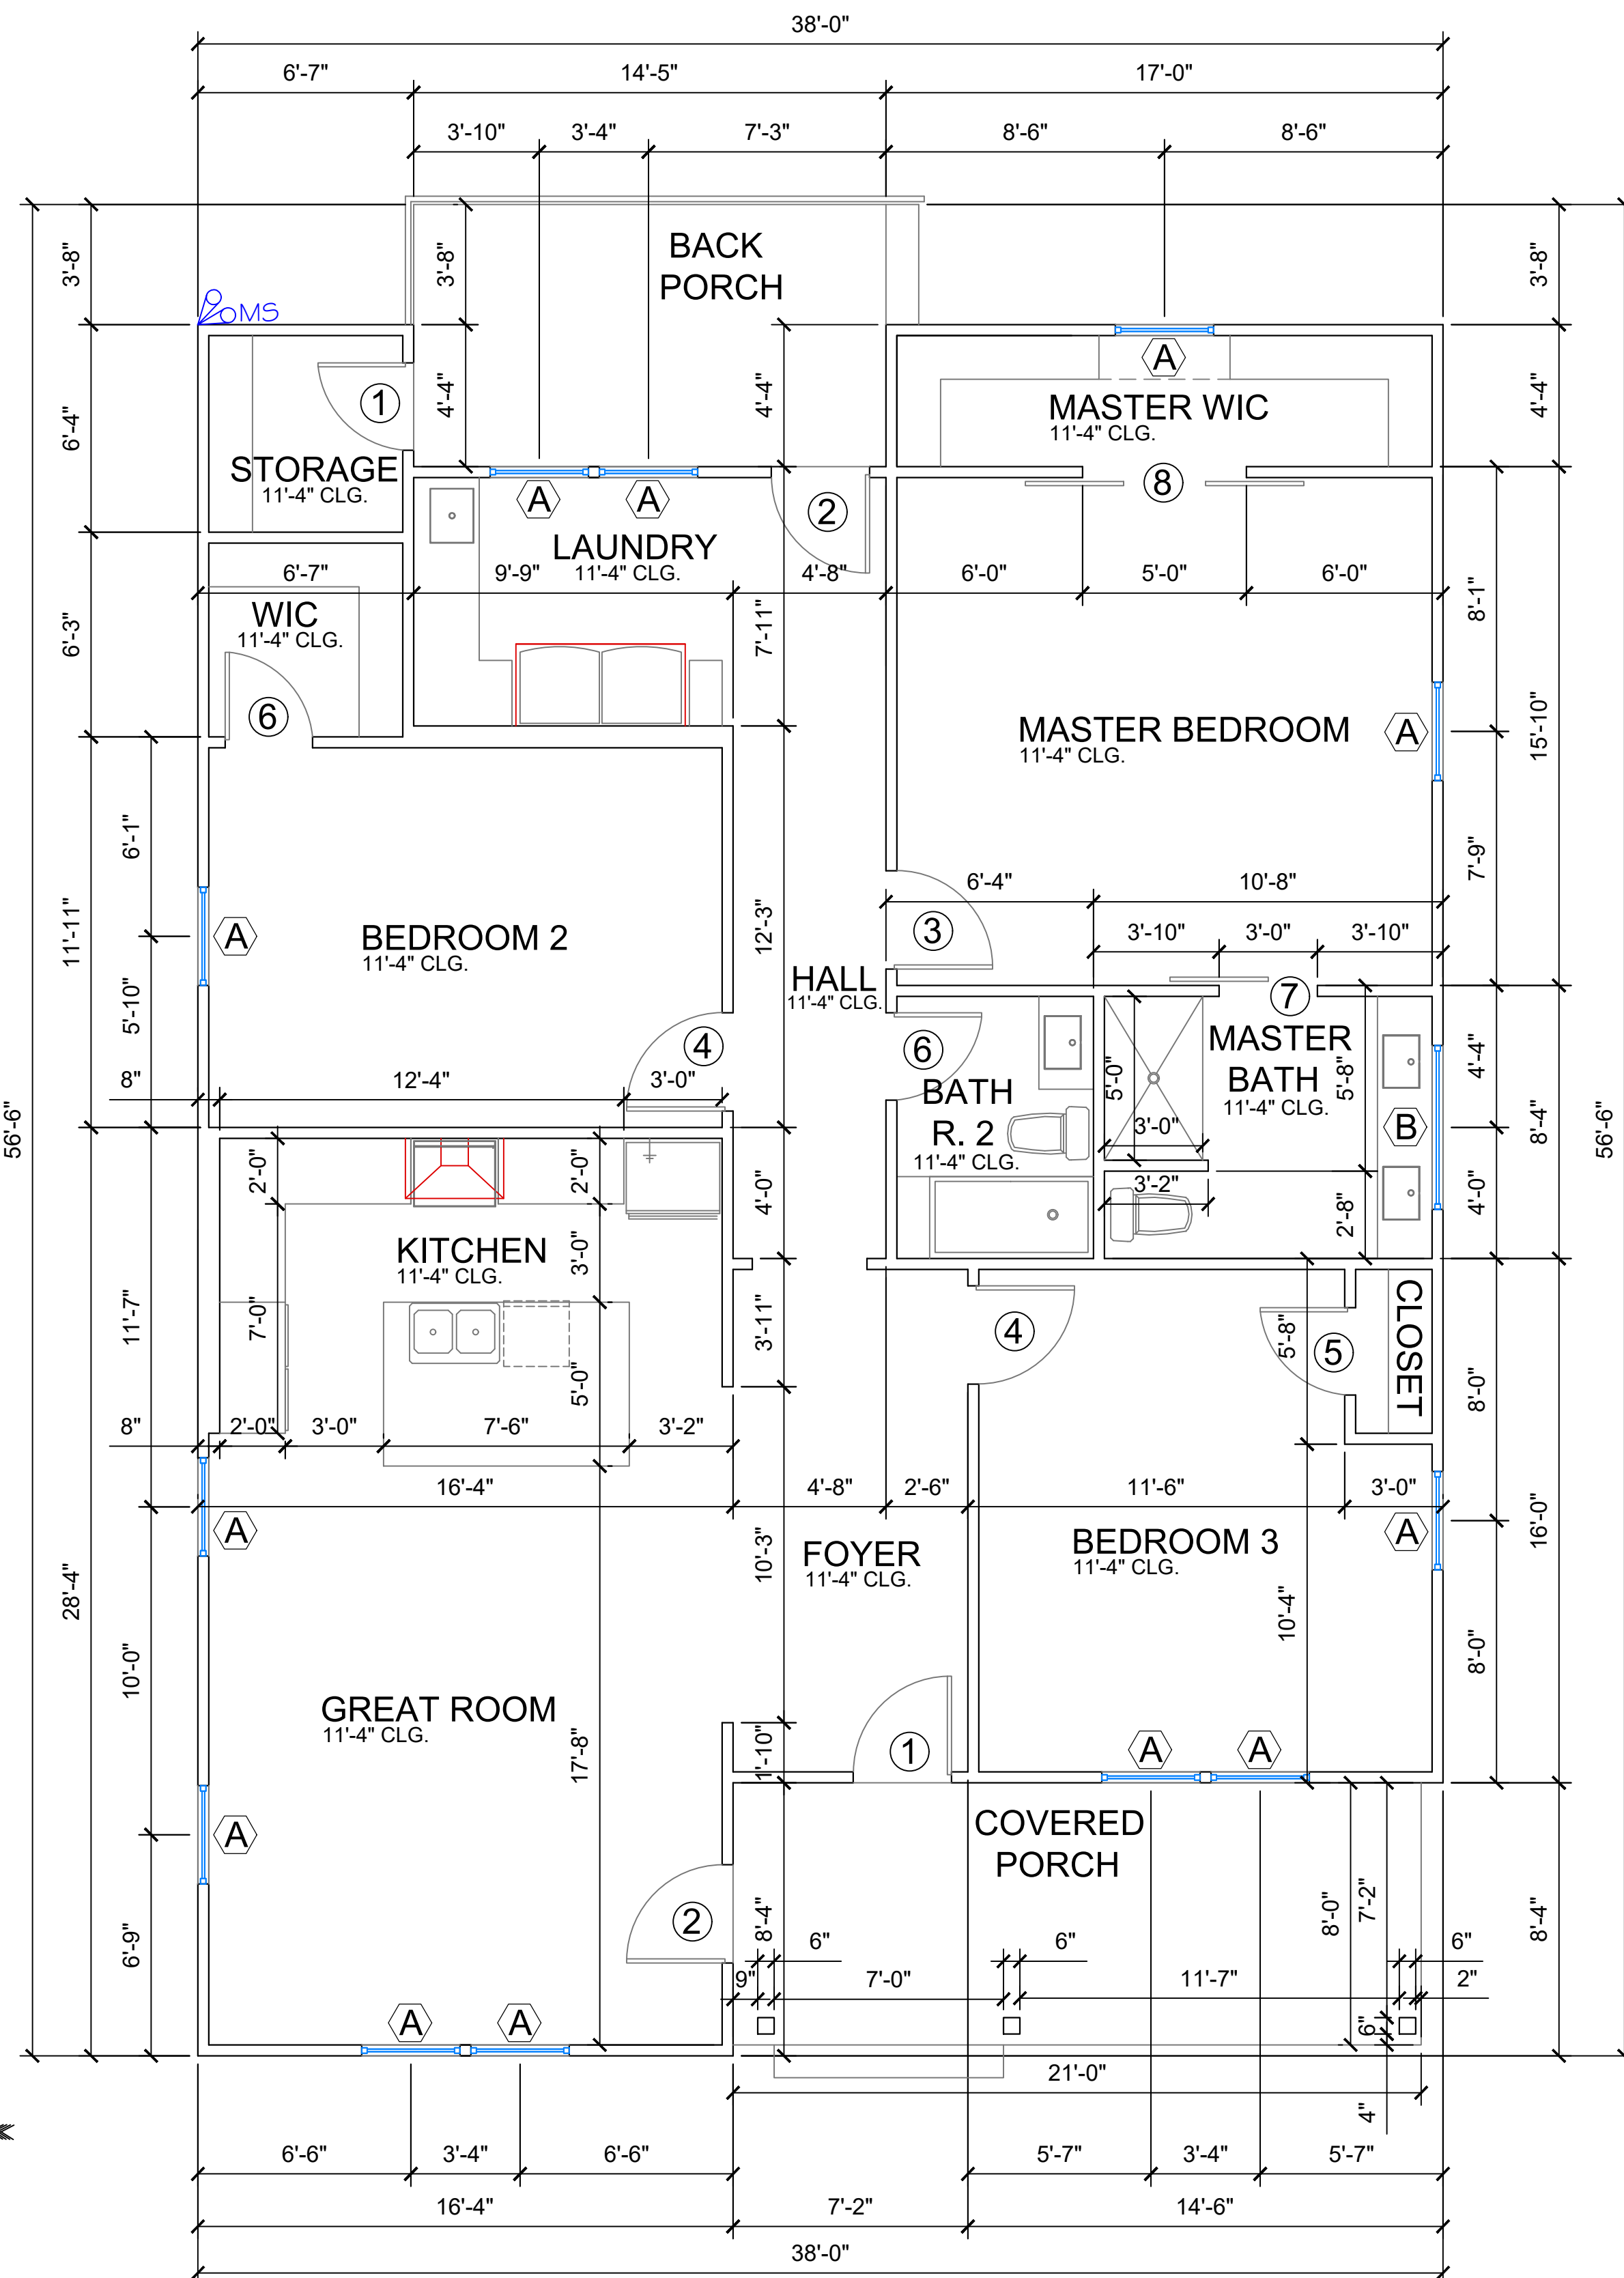 38'-0"
6'-7" 14'-5" 17'-0"
3'-10" 3'-4" 7'-3" 8'-6" 8'-6"
3'-8" 3'-8" 3'-8"
BACK
PORCH
MS
6'-4" 4'-4" 4'-4" 4'-4"
A
1
MASTER WIC
11'-4" CLG.
STORAGE
11'-4" CLG.
8
A A 2
LAUNDRY
11'-4" CLG.
6'-7" 9'-9" 4'-8" 6'-0" 5'-0" 6'-0"
6'-3" 7'-11" 8'-1"
WIC
11'-4" CLG.
6
MASTER BEDROOM
11'-4" CLG.
A
15'-10"
6'-1" 7'-9"
11'-11" 12'-3"
6'-4" 10'-8"
A
BEDROOM 2
11'-4" CLG.
3
3'-10" 3'-0" 3'-10"
5'-10"
HALL
11'-4" CLG.
7
4 6
MASTER
BATH
11'-4" CLG.
5'-0" 5'-8" 4'-4"
8" 12'-4" 3'-0"
BATH
R. 2
11'-4" CLG.
3'-0"
B
8'-4"
56'-6" 56'-6"
2'-0" 2'-0" 4'-0" 3'-2" 2'-8" 4'-0"
KITCHEN
11'-4" CLG.
3'-0"
11'-7" 7'-0" 3'-11"
4
5'-8"
5
CLOSET
5'-0" 8'-0"
8" 2'-0" 3'-0" 7'-6" 3'-2"
16'-4" 4'-8" 2'-6" 11'-6" 3'-0"
A
FOYER
11'-4" CLG.
BEDROOM 3
11'-4" CLG.
A
10'-3" 16'-0"
28'-4" 10'-0" 10'-4" 8'-0"
GREAT ROOM
11'-4" CLG.
17'-8" 1'-10"
1
A A
A
COVERED
PORCH
2
6'-9" 8'-4" 8'-0" 7'-2" 8'-4"
6" 6" 6"
9" 7'-0" 11'-7" 2"
A A
6"
21'-0"
4"
6'-6" 3'-4" 6'-6" 5'-7" 3'-4" 5'-7"
16'-4" 7'-2" 14'-6"
38'-0"